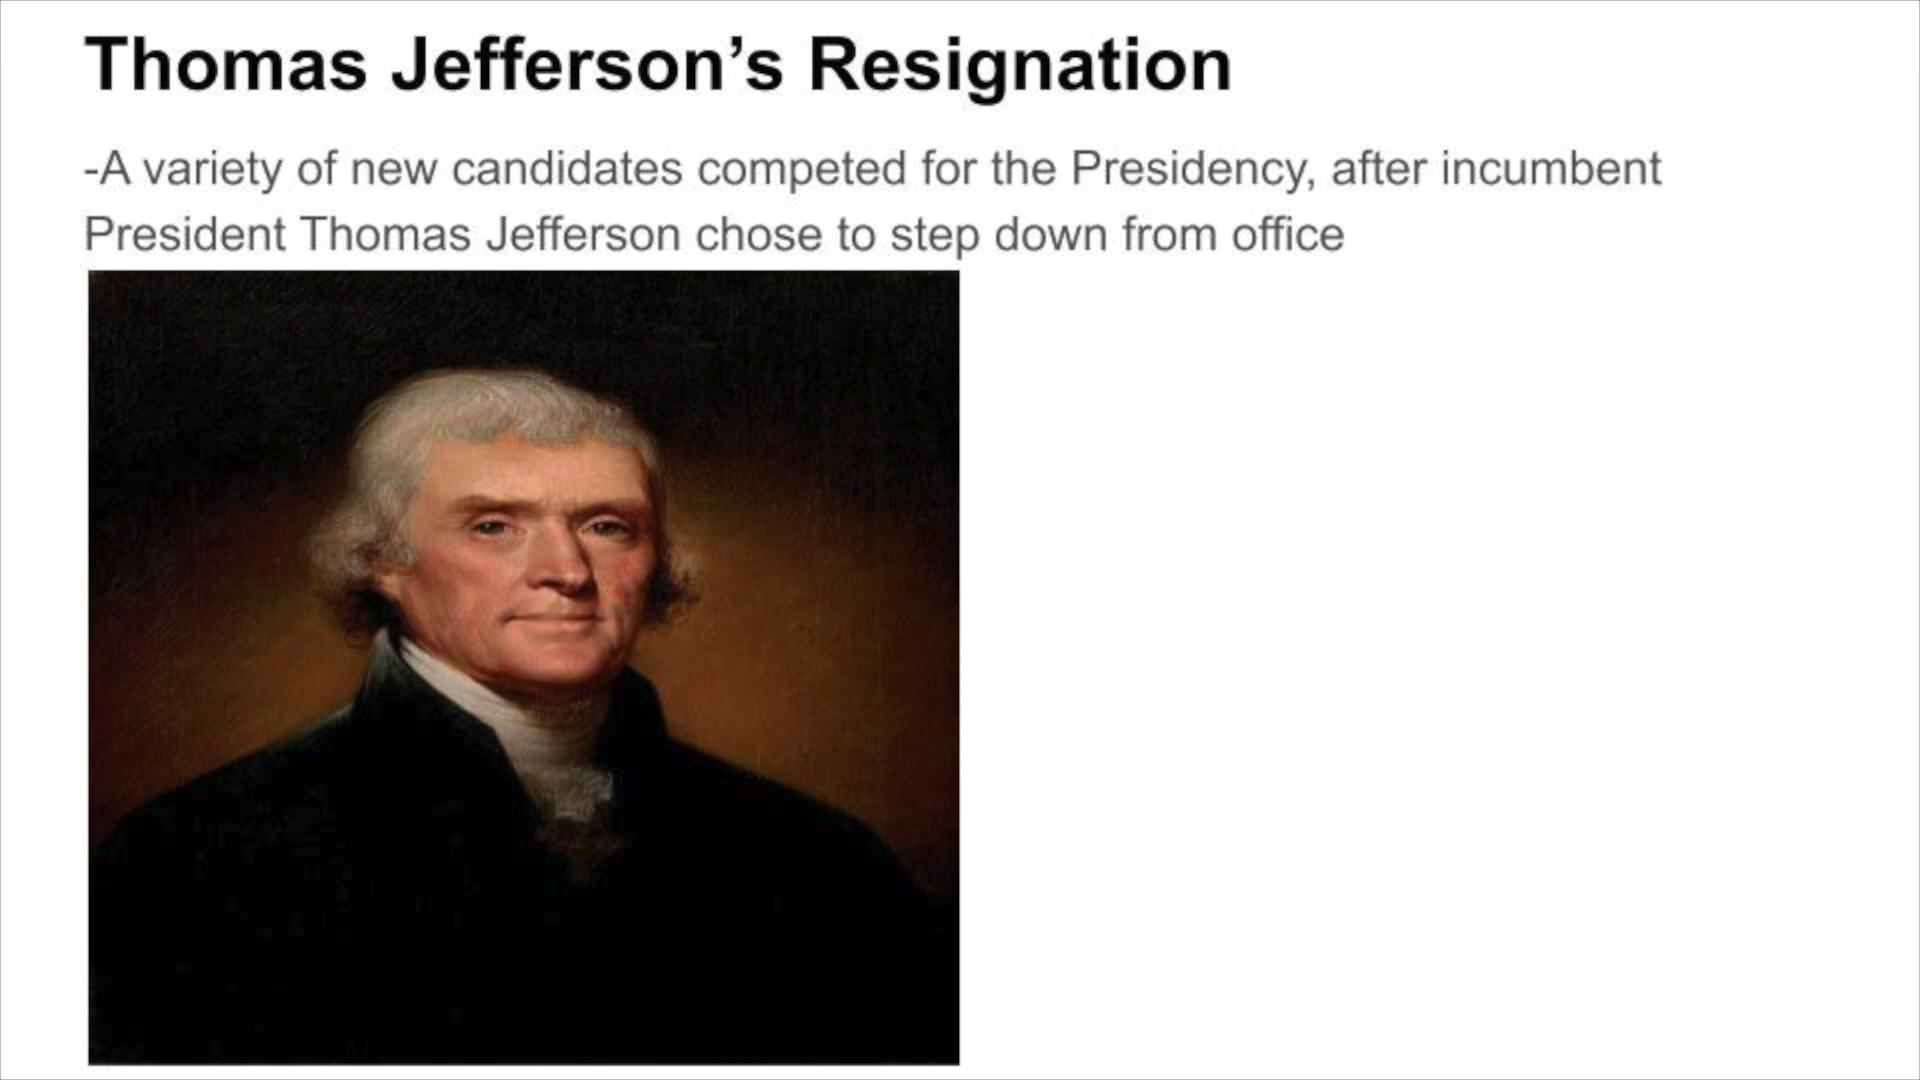 Thomas Jefferson’s Resignation
-A variety of new candidates competed for the Presidency, after incumbent
President Thomas Jefferson chose to step down from office